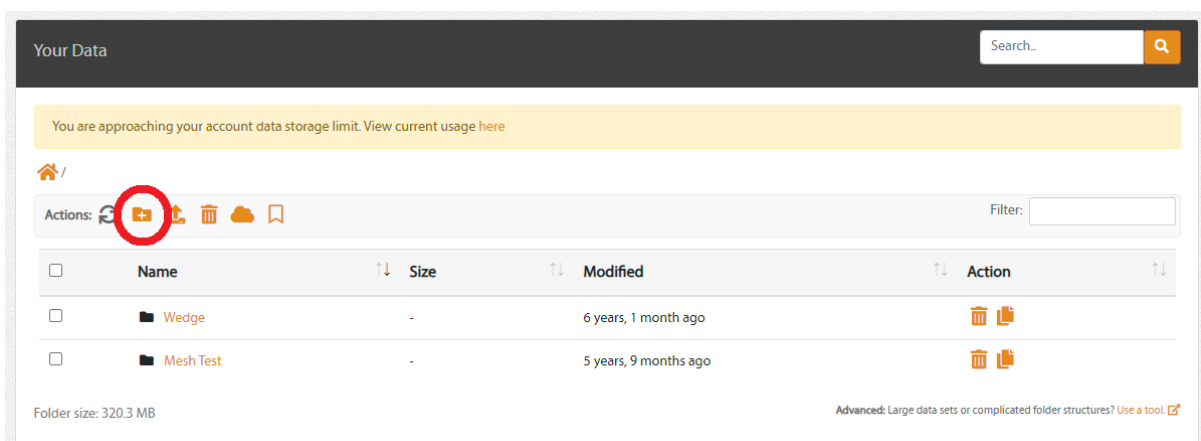 Your Data
Search..
You are approaching your account data storage limit. View current usage here
/
Actions:
Filter:
Name Size Modified Action
Wedge - 6 years, 1 month ago
Mesh Test - 5 years, 9 months ago
Folder size: 320.3 MB
Advanced: Large data sets or complicated folder structures? Use a tool.